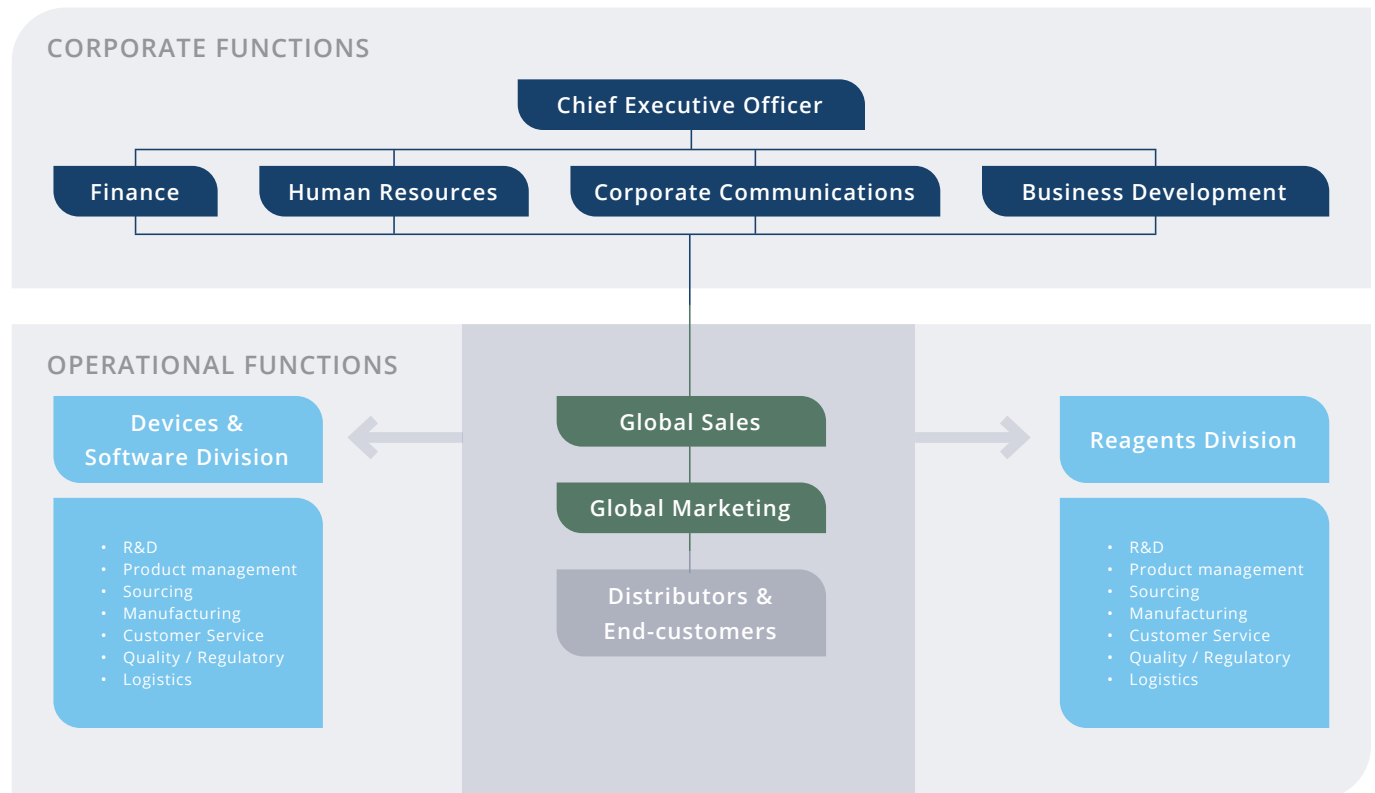 CORPORATE FUNCTIONS
Chief Executive Officer
Finance
Human Resources
Corporate Communications
Business Development
OPERATIONAL FUNCTIONS
Devices &
Software Division
• R&D
• Product management
• Sourcing
• Manufacturing
• Customer Service
• Quality / Regulatory
• Logistics
Global Sales
Global Marketing
Distributors &
End-customers
Reagents Division
• R&D
• Product management
• Sourcing
• Manufacturing
• Customer Service
• Quality / Regulatory
• Logistics